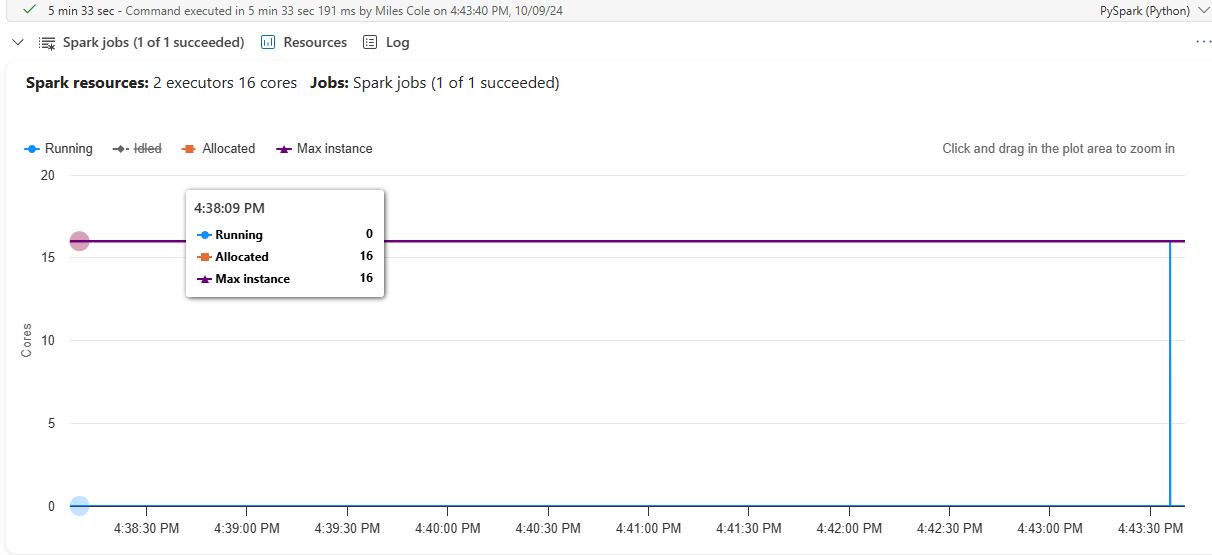 5 min 33 sec - Command executed in 5 min 33 sec 191 ms by Miles Cole on 4:43:40 PM, 10/09/24 PySpark (Python)
Spark jobs (1 of 1 succeeded) Resources Log
Spark resources: 2 executors 16 cores Jobs: Spark jobs (1 of 1 succeeded)
Running Idled Allocated Max instance Click and drag in the plot area to zoom in
20
4:38:09 PM
Running 0
Allocated 16
Max instance 16
15
Cores
10
5
0
4:38:30 PM 4:39:00 PM 4:39:30 PM 4:40:00 PM 4:40:30 PM 4:41:00 PM 4:41:30 PM 4:42:00 PM 4:42:30 PM 4:43:00 PM 4:43:30 PM